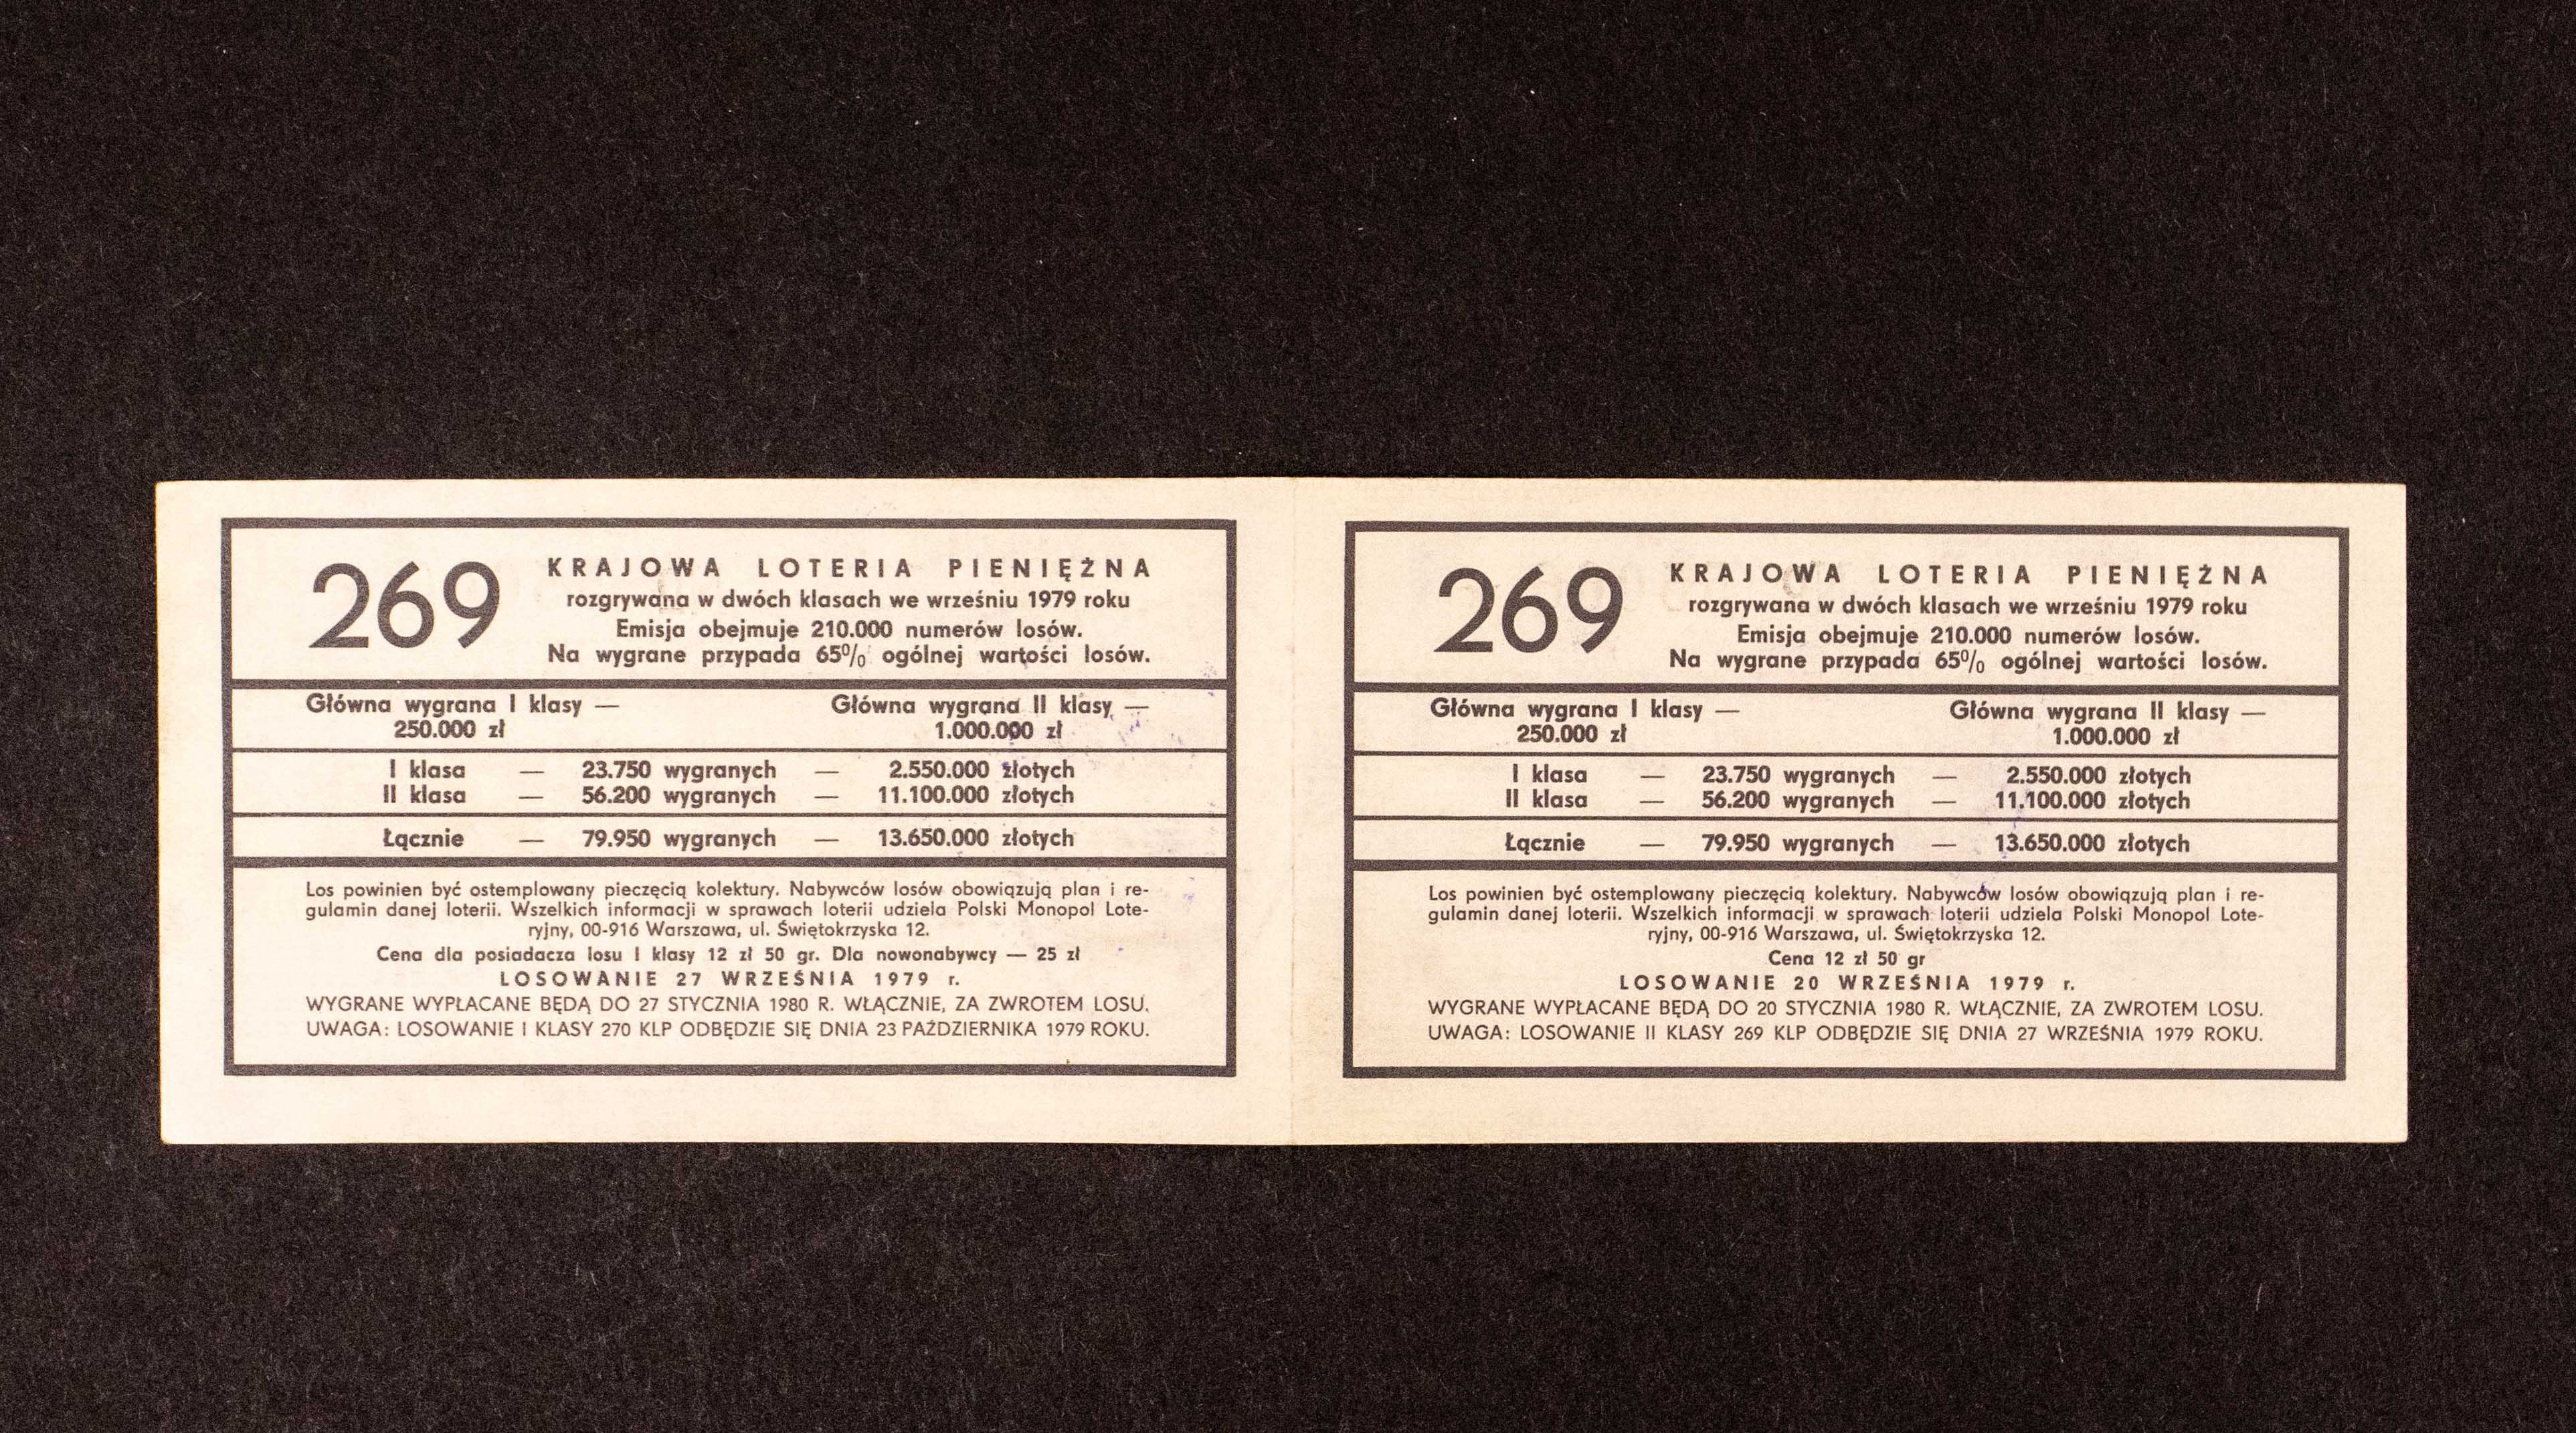 269
KRAJOWA LOTERIA PIENIĘŻNA
rozgrywana w dwóch klasach we wrześniu 1979 roku
Emisja obejmuje 210.000 numerów losów.
Na wygrane przypada 65% ogólnej wartości losów.
Główna wygrana I klasy —
250.000 zł
Główna wygrana II klasy —
1.000.000 zł
I klasa — 23.750 wygranych — 2.550.000 złotych
II klasa — 56.200 wygranych — 11.100.000 złotych
Łącznie — 79.950 wygranych — 13.650.000 złotych
Los powinien być ostemplowany pieczęcią kolektury. Nabywców losów obowiązują plan i re-
gulamin danej loterii. Wszelkich informacji w sprawach loterii udziela Polski Monopol Lote-
ryjny, 00-916 Warszawa, ul. Świętokrzyska 12.
Cena dla posiadacza losu I klasy 12 zł 50 gr. Dla nowonabywcy — 25 zł
LOSOWANIE 27 WRZEŚNIA 1979 r.
WYGRANE WYPŁACANE BĘDĄ DO 27 STYCZNIA 1980 R. WŁĄCZNIE, ZA ZWROTEM LOSU.
UWAGA: LOSOWANIE I KLASY 270 KLP ODBĘDZIE SIĘ DNIA 23 PAŹDZIERNIKA 1979 ROKU.
269
KRAJOWA LOTERIA PIENIĘŻNA
rozgrywana w dwóch klasach we wrześniu 1979 roku
Emisja obejmuje 210.000 numerów losów.
Na wygrane przypada 65% ogólnej wartości losów.
Główna wygrana I klasy —
250.000 zł
Główna wygrana II klasy —
1.000.000 zł
I klasa — 23.750 wygranych — 2.550.000 złotych
II klasa — 56.200 wygranych — 11.100.000 złotych
Łącznie — 79.950 wygranych — 13.650.000 złotych
Los powinien być ostemplowany pieczęcią kolektury. Nabywców losów obowiązują plan i re-
gulamin danej loterii. Wszelkich informacji w sprawach loterii udziela Polski Monopol Lote-
ryjny, 00-916 Warszawa, ul. Świętokrzyska 12.
Cena 12 zł 50 gr
LOSOWANIE 20 WRZEŚNIA 1979 r.
WYGRANE WYPŁACANE BĘDĄ DO 20 STYCZNIA 1980 R. WŁĄCZNIE, ZA ZWROTEM LOSU.
UWAGA: LOSOWANIE II KLASY 269 KLP ODBĘDZIE SIĘ DNIA 27 WRZEŚNIA 1979 ROKU.